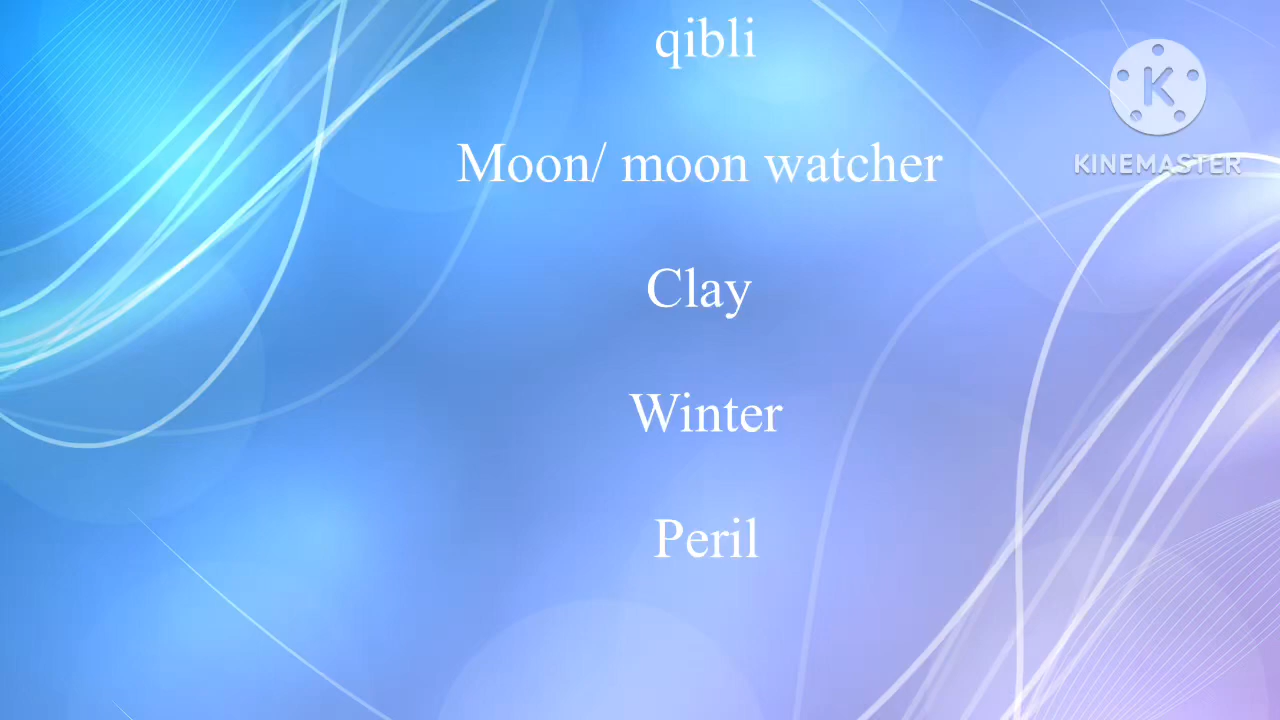 qibli
Moon/ moon watcher
Clay
Winter
Peril
K
KINEMASTER